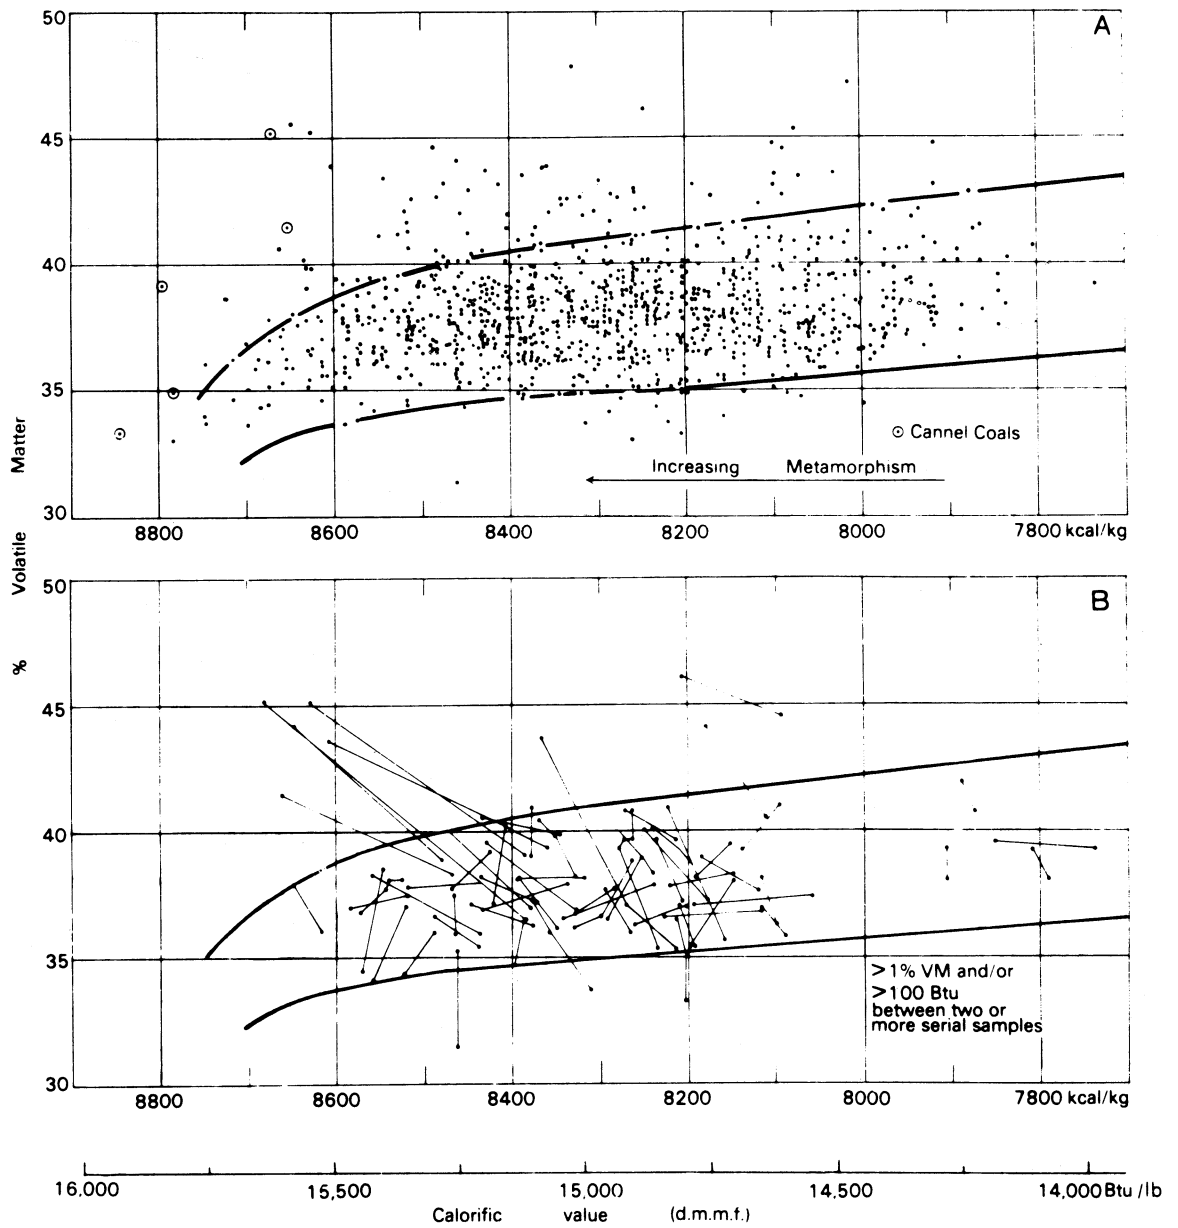 50
A
45
40
35
30
⊙ Cannel Coals
Increasing Metamorphism
8800 8600 8400 8200 8000 7800 kcal/kg
% Volatile Matter
50
B
45
40
35
30
>1% VM and/or
>100 Btu
between two or
more serial samples
8800 8600 8400 8200 8000 7800 kcal/kg
16,000 15,500 15,000 14,500 14,000 Btu/lb
Calorific value (d.m.m.f.)